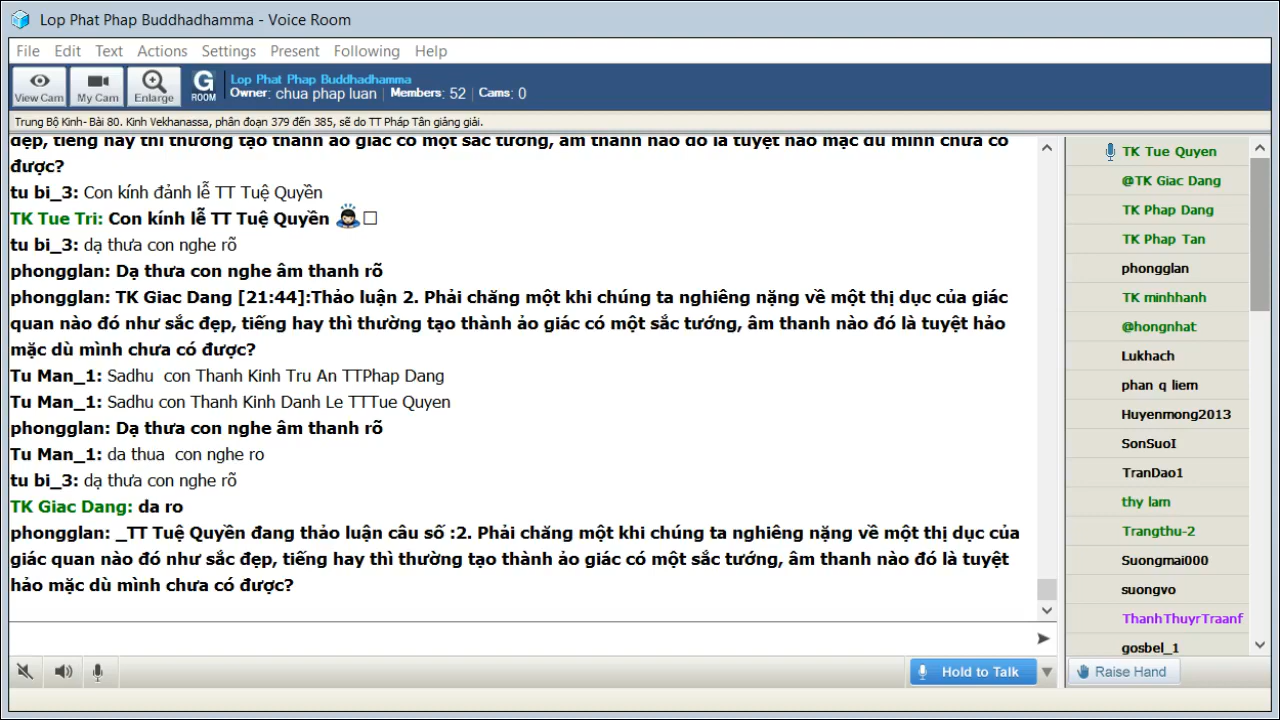 Lop Phat Phap Buddhadhamma - Voice Room
File Edit Text Actions Settings Present Following Help
View Cam My Cam Enlarge G ROOM
Lop Phat Phap Buddhadhamma
Owner: chua phap luan Members: 52 Cams: 0
Trung Bộ Kinh- Bài 80. Kinh Vekhanassa, phân đoạn 379 đến 385, sẽ do TT Pháp Tân giảng giải.
đẹp, tiếng hay thì thường tạo thành ảo giác có một sắc tướng, âm thanh nào đó là tuyệt hảo mặc dù mình chưa có
được?
tu bi_3: Con kính đảnh lễ TT Tuệ Quyền
TK Tue Tri: Con kính lễ TT Tuệ Quyền
tu bi_3: dạ thưa con nghe rõ
phongglan: Dạ thưa con nghe âm thanh rõ
phongglan: TK Giac Dang [21:44]:Thảo luận 2. Phải chăng một khi chúng ta nghiêng nặng về một thị dục của giác
quan nào đó như sắc đẹp, tiếng hay thì thường tạo thành ảo giác có một sắc tướng, âm thanh nào đó là tuyệt hảo
mặc dù mình chưa có được?
Tu Man_1: Sadhu con Thanh Kinh Tru An TTPhap Dang
Tu Man_1: Sadhu con Thanh Kinh Danh Le TTTue Quyen
phongglan: Dạ thưa con nghe âm thanh rõ
Tu Man_1: da thua con nghe ro
tu bi_3: dạ thưa con nghe rõ
TK Giac Dang: da ro
phongglan: _TT Tuệ Quyền đang thảo luận câu số :2. Phải chăng một khi chúng ta nghiêng nặng về một thị dục của
giác quan nào đó như sắc đẹp, tiếng hay thì thường tạo thành ảo giác có một sắc tướng, âm thanh nào đó là tuyệt
hảo mặc dù mình chưa có được?
TK Tue Quyen
@TK Giac Dang
TK Phap Dang
TK Phap Tan
phongglan
TK minhhanh
@hongnhat
Lukhach
phan q liem
Huyenmong2013
SonSuoI
TranDao1
thy lam
Trangthu-2
Suongmai000
suongvo
ThanhThuyrTraanf
gosbel_1
Hold to Talk
Raise Hand